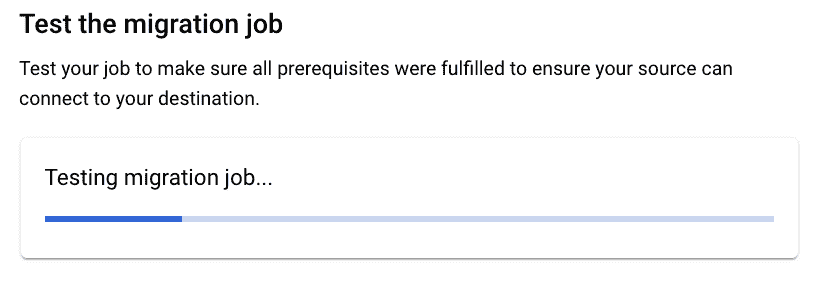 Test the migration job
Test your job to make sure all prerequisites were fulfilled to ensure your source can
connect to your destination.
Testing migration job...